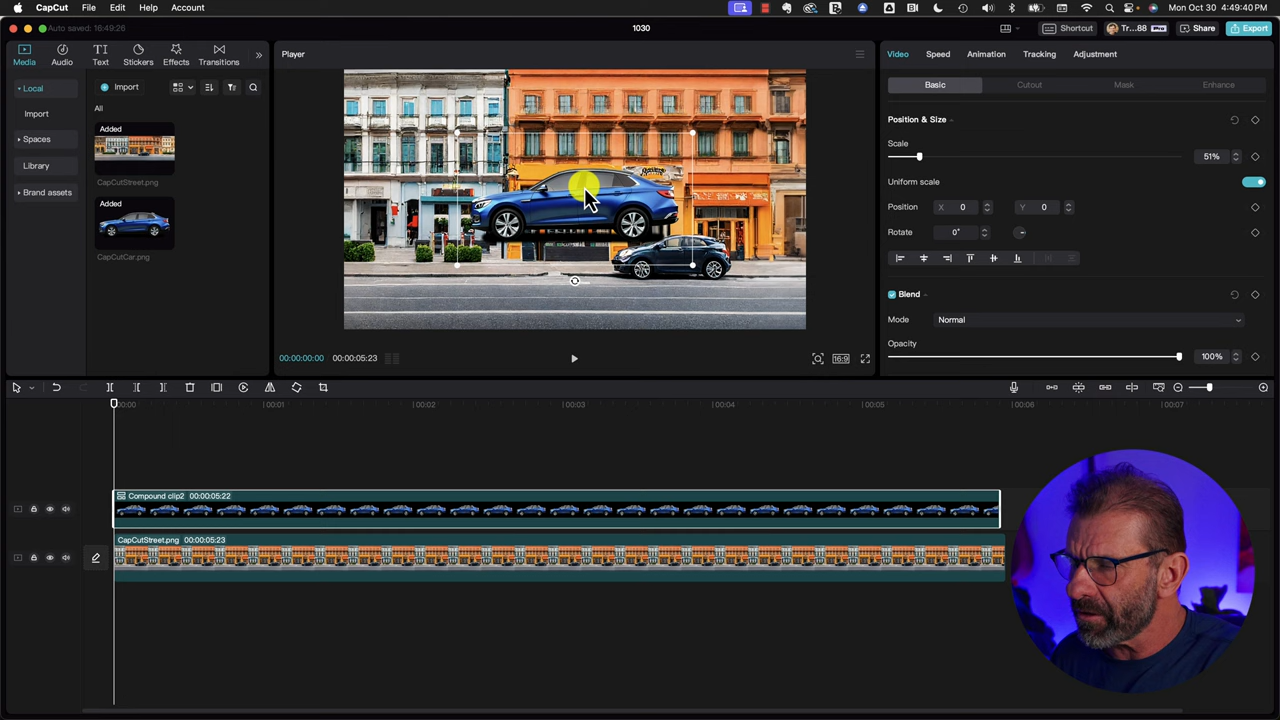 CapCut File Edit Help Account Mon Oct 30 4:49:40 PM
Auto saved: 16:49:26 1030 Shortcut Tr...88 Pro Share Export
Media Audio Text Stickers Effects Transitions
Player
Video Speed Animation Tracking Adjustment
Local Import
Import
Spaces
Library
Brand assets
All
Added
CapCutStreet.png
Added
CapCutCar.png
Basic Cutout Mask Enhance
Position & Size
Scale
51%
Uniform scale
Position X 0 Y 0
Rotate 0°
Blend
Mode Normal
Opacity
100%
00:00:00:00 00:00:05:23
16:9
00:00 00:01 00:02 00:03 00:04 00:05 00:06 00:07
Compound clip2 00:00:05:22
CapCutStreet.png 00:00:05:23